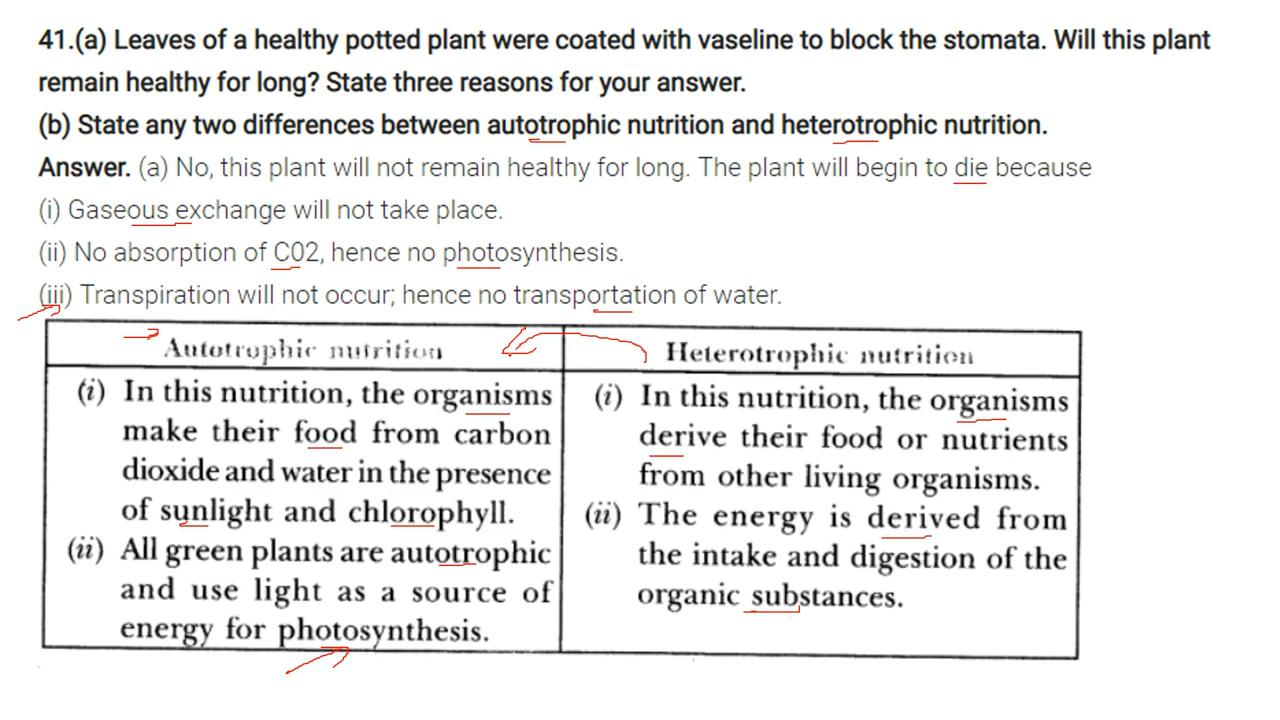 41.(a) Leaves of a healthy potted plant were coated with vaseline to block the stomata. Will this plant
remain healthy for long? State three reasons for your answer.
(b) State any two differences between autotrophic nutrition and heterotrophic nutrition.
Answer. (a) No, this plant will not remain healthy for long. The plant will begin to die because
(i) Gaseous exchange will not take place.
(ii) No absorption of C02, hence no photosynthesis.
(iii) Transpiration will not occur; hence no transportation of water.
Autotrophic nutrition
(i) In this nutrition, the organisms
make their food from carbon
dioxide and water in the presence
of sunlight and chlorophyll.
(ii) All green plants are autotrophic
and use light as a source of
energy for photosynthesis.
Heterotrophic nutrition
(i) In this nutrition, the organisms
derive their food or nutrients
from other living organisms.
(ii) The energy is derived from
the intake and digestion of the
organic substances.